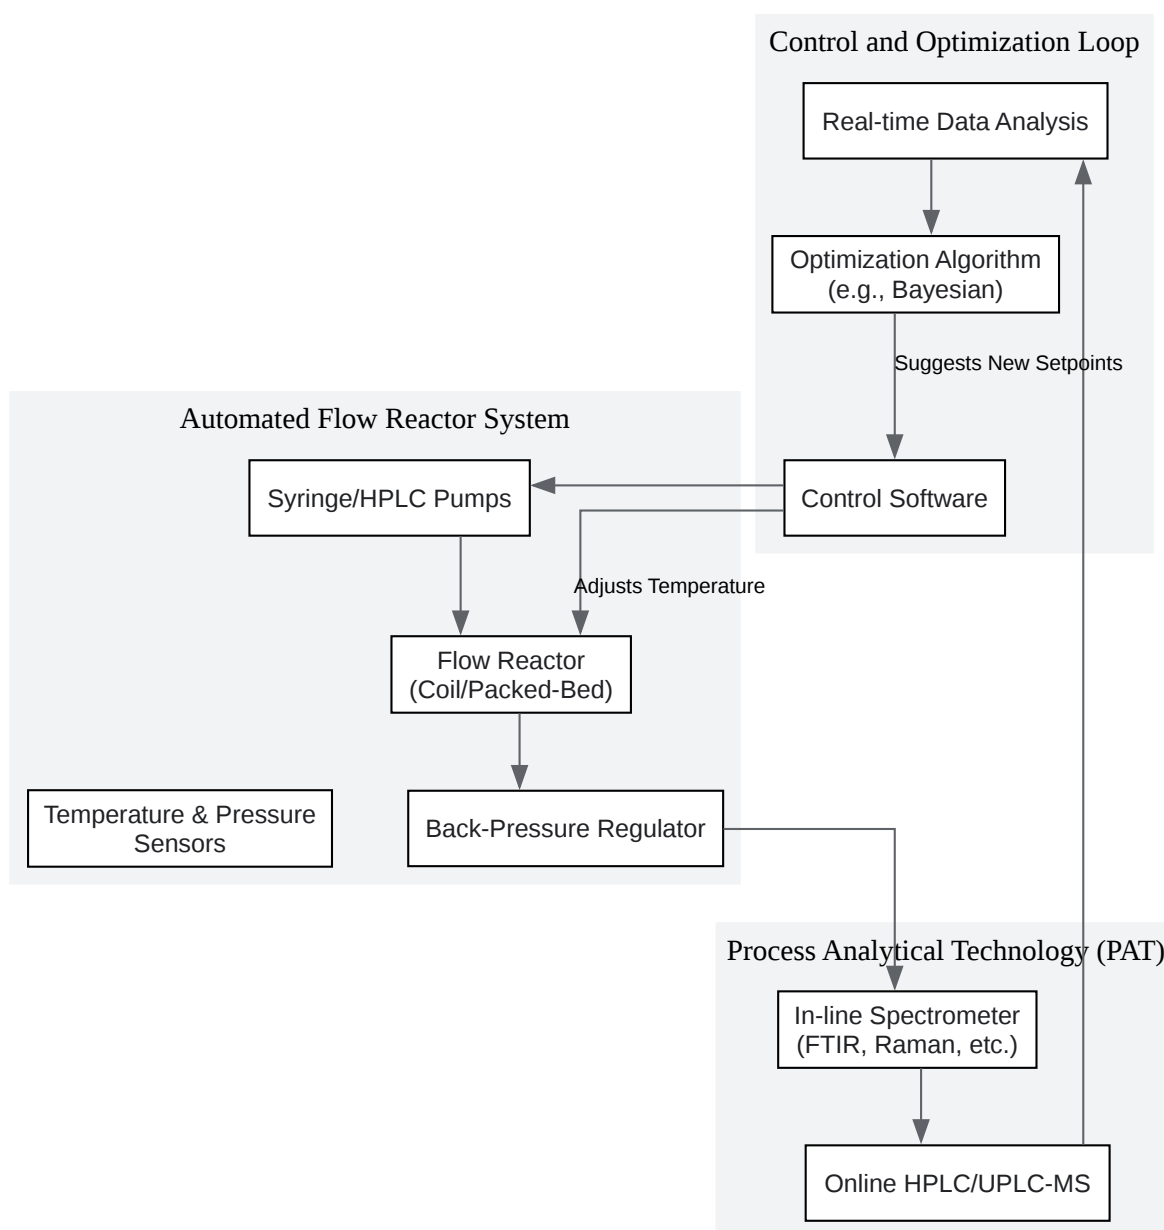 Control and Optimization Loop
Real-time Data Analysis
Optimization Algorithm
(e.g., Bayesian)
Suggests New Setpoints
Automated Flow Reactor System
Syringe/HPLC Pumps
Control Software
Adjusts Temperature
Flow Reactor
(Coil/Packed-Bed)
Temperature & Pressure
Sensors
Back-Pressure Regulator
Process Analytical Technology (PAT)
In-line Spectrometer
(FTIR, Raman, etc.)
Online HPLC/UPLC-MS